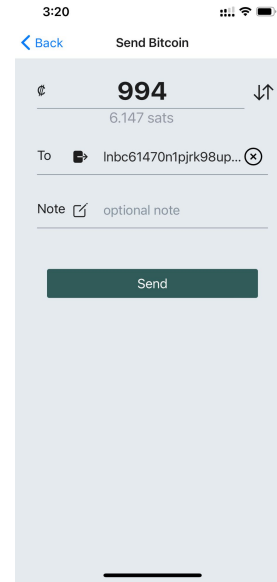 3:20
Back Send Bitcoin
₡ 994
6.147 sats
To lnbc61470n1pjrk98up...
Note optional note
Send